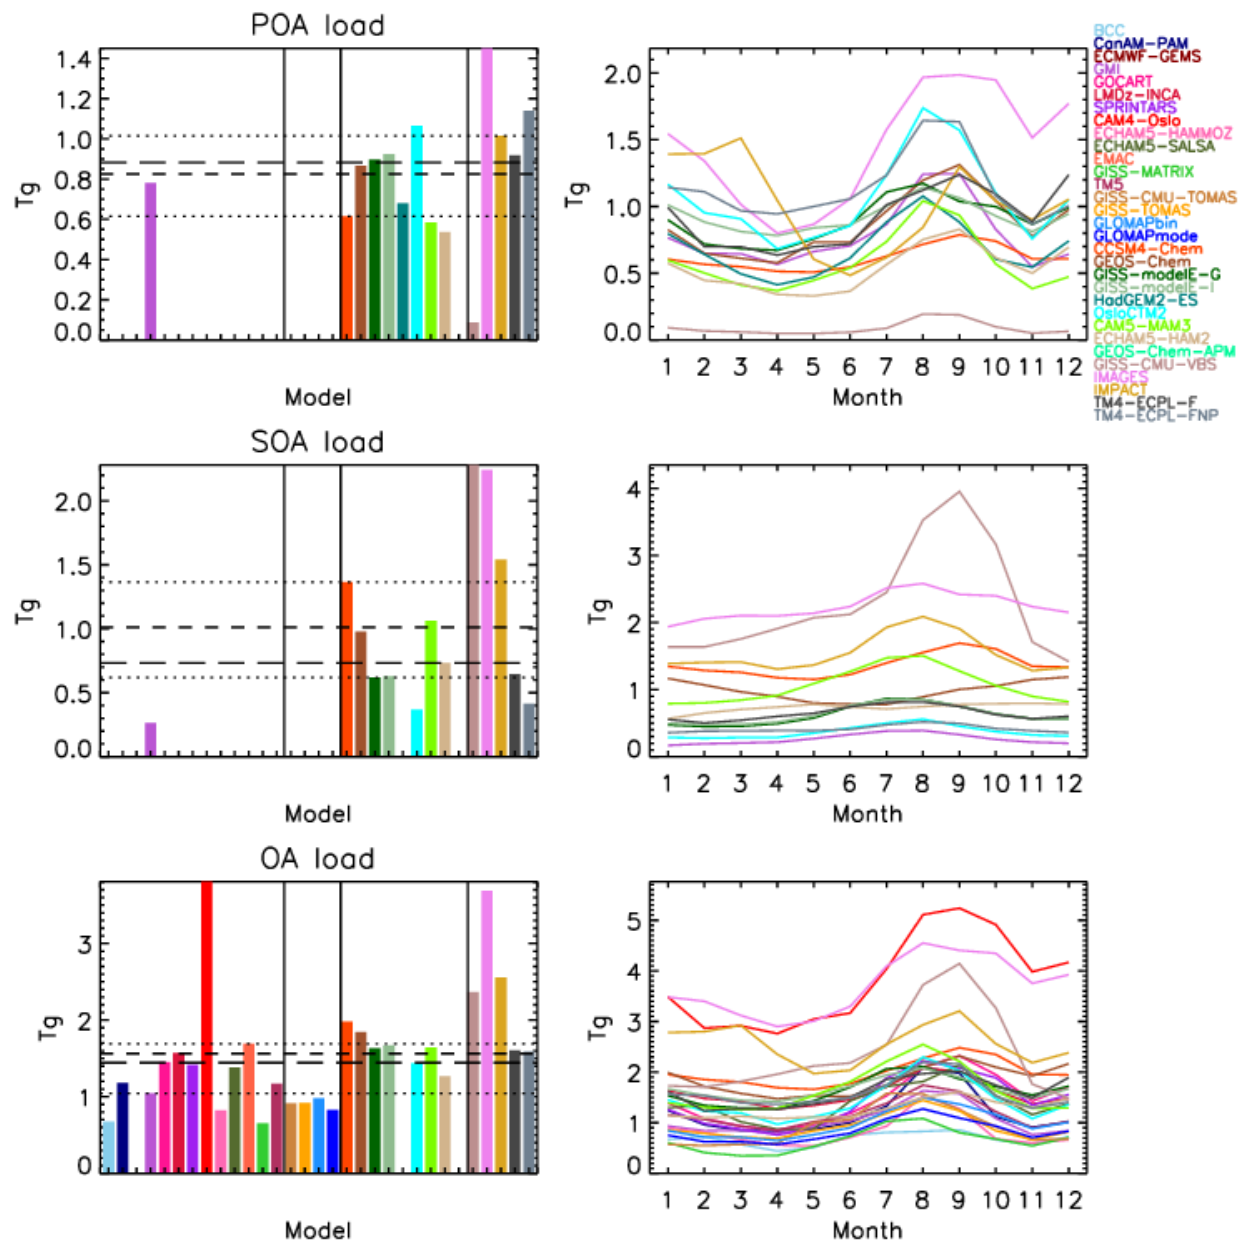 POA load
1.4
1.2
1.0
0.8
0.6
0.4
0.2
0.0
Tg
Model
2.0
1.5
1.0
0.5
0.0
Tg
1 2 3 4 5 6 7 8 9 10 11 12
Month
BCC
CanAM-PAM
ECMWF-GEMS
GMI
GOCART
LMDz-INCA
SPRINTARS
CAM4-Oslo
ECHAM5-HAMMOZ
ECHAM5-SALSA
EMAC
GISS-MATRIX
TM5
GISS-CMU-TOMAS
GISS-TOMAS
GLOMAPbin
GLOMAPmode
CCSM4-Chem
GEOS-Chem
GISS-modelE-G
GISS-modelE-I
HadGEM2-ES
OsloCTM2
CAM5-MAM3
ECHAM5-HAM2
GEOS-Chem-APM
GISS-CMU-VBS
IMAGES
IMPACT
TM4-ECPL-F
TM4-ECPL-FNP
SOA load
2.0
1.5
1.0
0.5
0.0
Tg
Model
4
3
2
1
0
Tg
1 2 3 4 5 6 7 8 9 10 11 12
Month
OA load
3
2
1
0
Tg
Model
5
4
3
2
1
0
Tg
1 2 3 4 5 6 7 8 9 10 11 12
Month